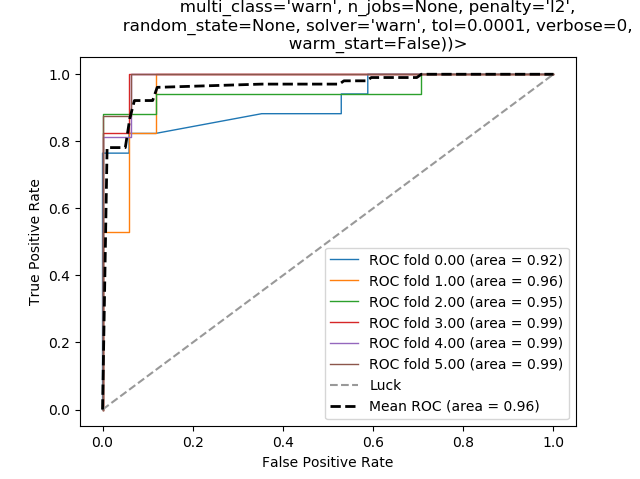 multi_class='warn', n_jobs=None, penalty='l2',
random_state=None, solver='warn', tol=0.0001, verbose=0,
warm_start=False))>
1.0
0.8
0.6
0.4
0.2
0.0
True Positive Rate
ROC fold 0.00 (area = 0.92)
ROC fold 1.00 (area = 0.96)
ROC fold 2.00 (area = 0.95)
ROC fold 3.00 (area = 0.99)
ROC fold 4.00 (area = 0.99)
ROC fold 5.00 (area = 0.99)
Luck
Mean ROC (area = 0.96)
0.0 0.2 0.4 0.6 0.8 1.0
False Positive Rate